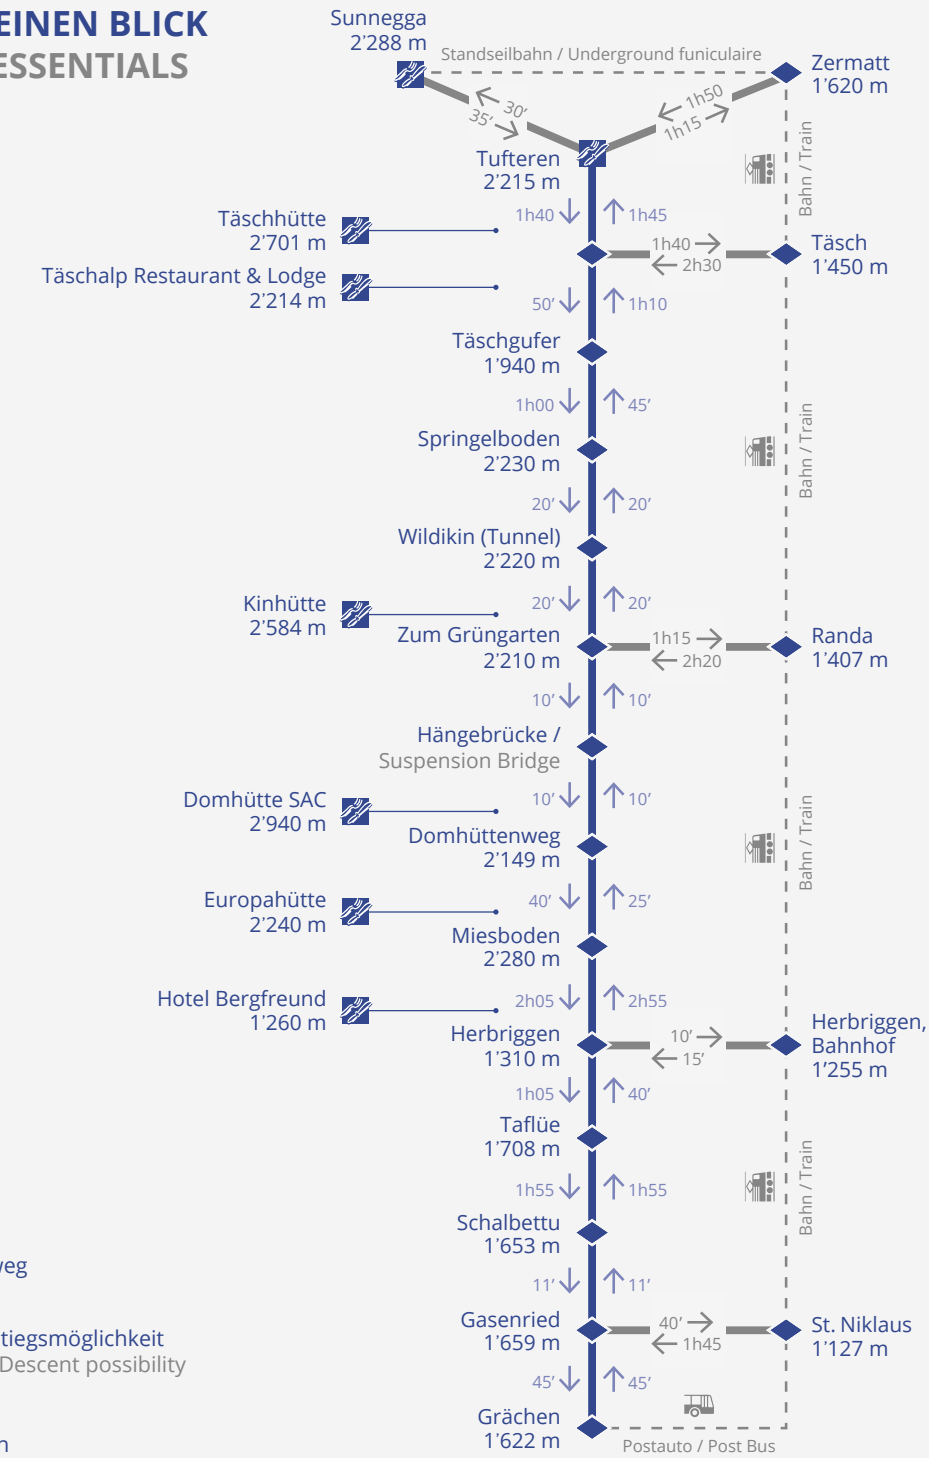 EINEN BLICK
ESSENTIALS
Sunnegga
2’288 m
Standseilbahn / Underground funiculaire
Zermatt
1’620 m
30’
35’
1h50
1h15
Bahn / Train
Tufteren
2’215 m
1h40
1h45
Täschhütte
2’701 m
1h40
2h30
Täsch
1’450 m
Täschalp Restaurant & Lodge
2’214 m
50’
1h10
Täschgufer
1’940 m
1h00
45’
Springelboden
2’230 m
Bahn / Train
20’
20’
Wildikin (Tunnel)
2’220 m
20’
20’
Kinhütte
2’584 m
Zum Grüngarten
2’210 m
1h15
2h20
Randa
1’407 m
10’
10’
Hängebrücke /
Suspension Bridge
10’
10’
Domhütte SAC
2’940 m
Domhüttenweg
2’149 m
Bahn / Train
40’
25’
Europahütte
2’240 m
Miesboden
2’280 m
2h05
2h55
Hotel Bergfreund
1’260 m
Herbriggen
1’310 m
10’
15’
Herbriggen,
Bahnhof
1’255 m
1h05
40’
Taflüe
1’708 m
1h55
1h55
Bahn / Train
Schalbettu
1’653 m
weg
11’
11’
Gasenried
1’659 m
40’
1h45
St. Niklaus
1’127 m
tiegsmöglichkeit
Descent possibility
45’
45’
Grächen
1’622 m
Postauto / Post Bus